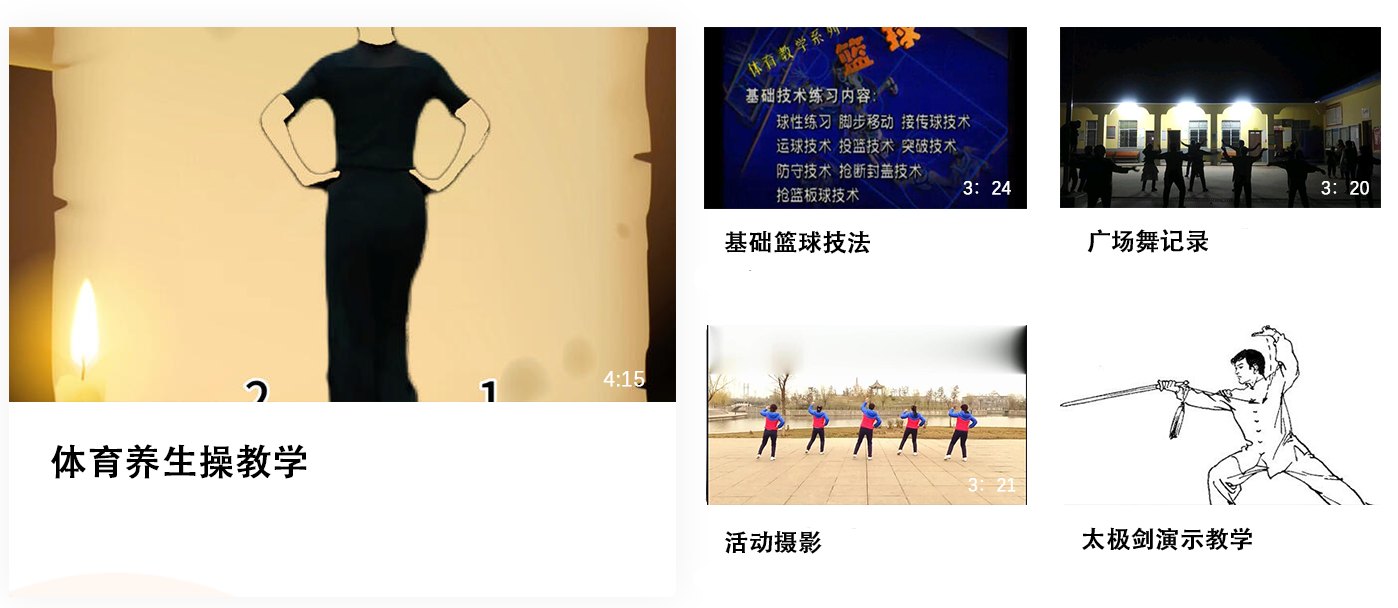 2 1
4:15
体育养生操教学
体育教学系列
篮球
基础技术练习内容:
球性练习 脚步移动 接传球技术
运球技术 投篮技术 突破技术
防守技术 抢断封盖技术
抢篮板球技术
3: 24
基础篮球技法
3: 20
广场舞记录
3: 21
活动摄影
太极剑演示教学